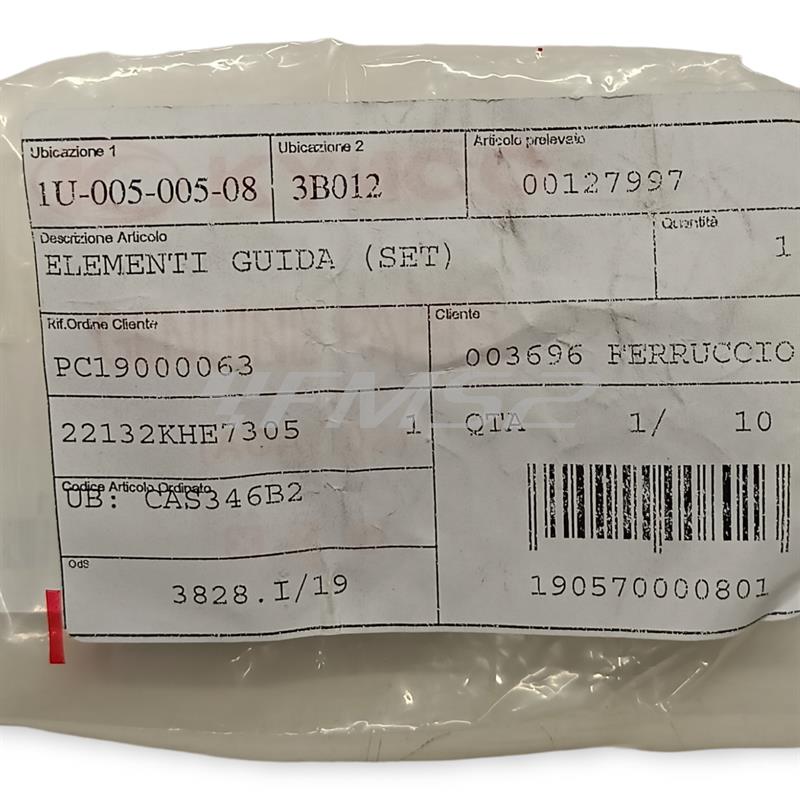 Ubicazione 1
Ubicazione 2
Articolo prelevato
1U-005-005-08
3B012
00127997
Descrizione Articolo
Quantità
ELEMENTI GUIDA (SET)
1
Rif.Ordine Cliente
Cliente
PC19000063
003696 FERRUCCIO
22132KHE7305 1
QTA 1/ 10
Codice Articolo Ordinato
UB: CAS346B2
OdS
3828.I/19
190570000801
FMS2